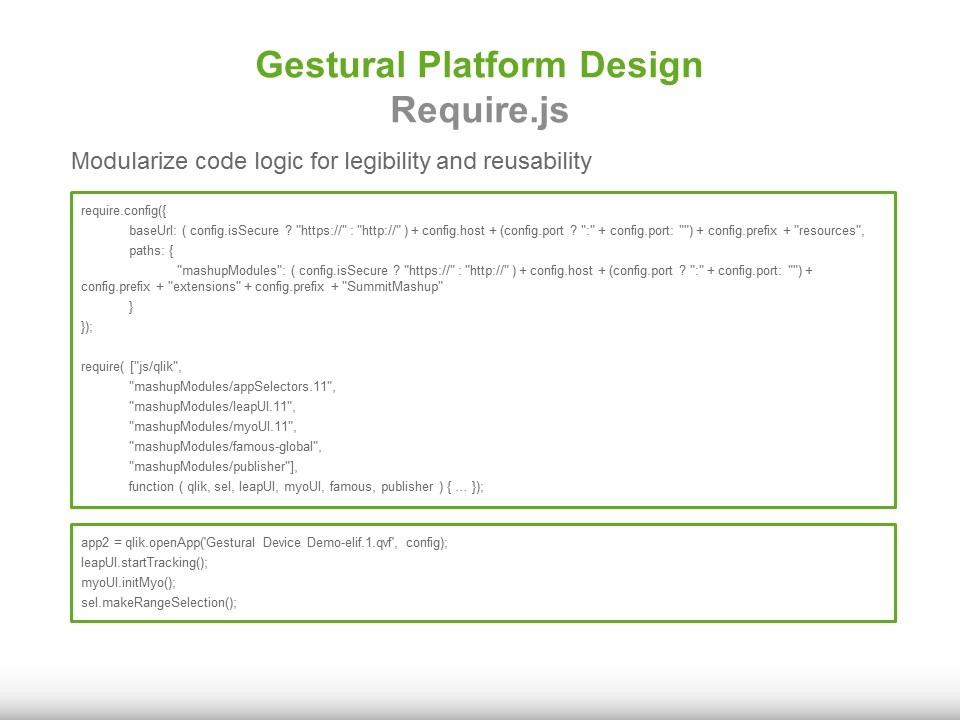 Gestural Platform Design
Require.js
Modularize code logic for legibility and reusability
require.config({
baseUrl: ( config.isSecure ? "https://" : "http://" ) + config.host + (config.port ? ":" + config.port: "") + config.prefix + "resources",
paths: {
"mashupModules": ( config.isSecure ? "https://" : "http://" ) + config.host + (config.port ? ":" + config.port: "") +
config.prefix + "extensions" + config.prefix + "SummitMashup"
}
});
require( ["js/qlik",
"mashupModules/appSelectors.11",
"mashupModules/leapUI.11",
"mashupModules/myoUI.11",
"mashupModules/famous-global",
"mashupModules/publisher"],
function ( qlik, sel, leapUI, myoUI, famous, publisher ) { … });
app2 = qlik.openApp('Gestural Device Demo-elif.1.qvf', config);
leapUI.startTracking();
myoUI.initMyo();
sel.makeRangeSelection();